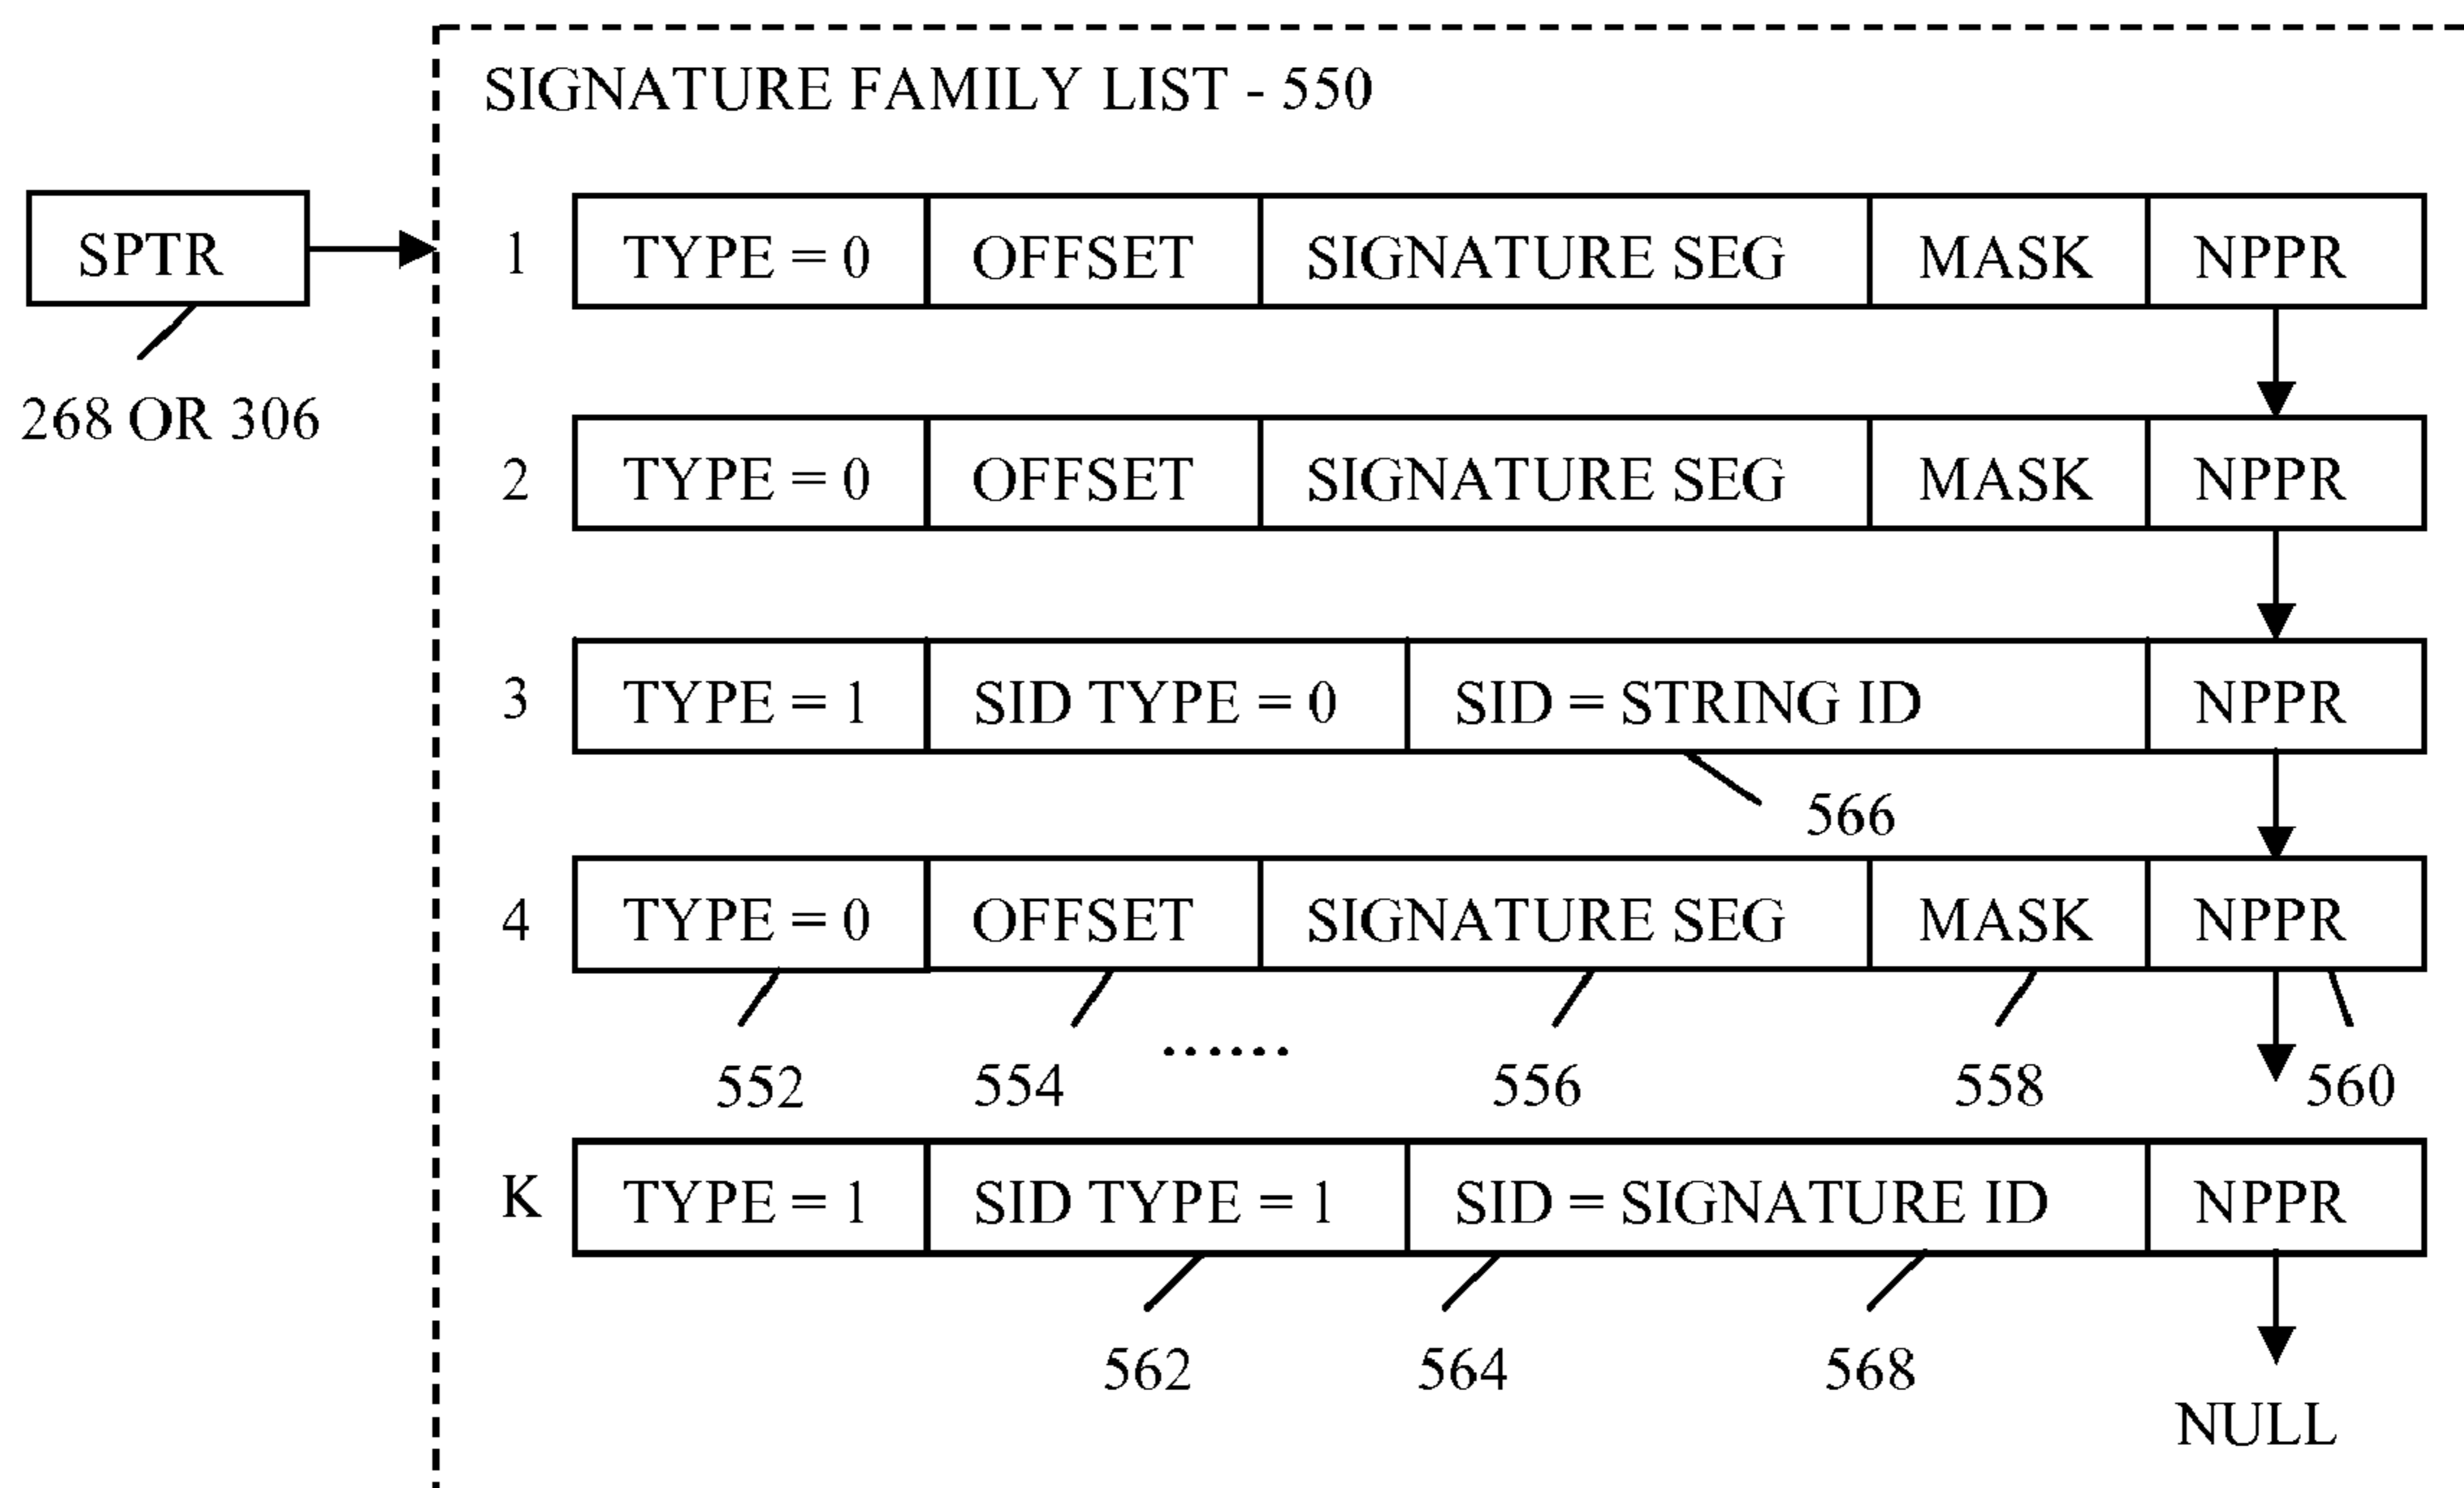 SIGNATURE FAMILY LIST - 550
SPTR
268 OR 306
1 TYPE = 0 OFFSET SIGNATURE SEG MASK NPPR
2 TYPE = 0 OFFSET SIGNATURE SEG MASK NPPR
3 TYPE = 1 SID TYPE = 0 SID = STRING ID NPPR
566
4 TYPE = 0 OFFSET SIGNATURE SEG MASK NPPR
552 554 ...... 556 558 560
K TYPE = 1 SID TYPE = 1 SID = SIGNATURE ID NPPR
562 564 568
NULL